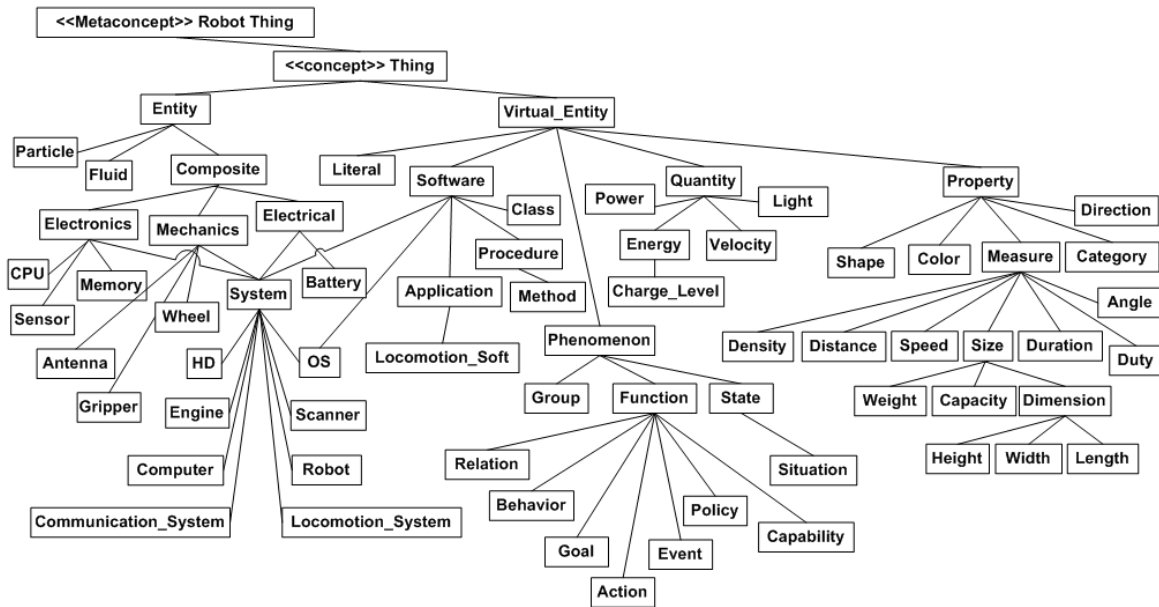 <<Metaconcept>> Robot Thing
<<concept>> Thing
Entity
Virtual_Entity
Particle
Fluid
Composite
Literal
Software
Quantity
Property
Power
Light
Class
Direction
Electronics
Mechanics
Electrical
Energy
Velocity
Procedure
Shape
Color
Measure
Category
CPU
Memory
System
Battery
Application
Method
Charge_Level
Sensor
Wheel
Angle
Antenna
HD
OS
Locomotion_Soft
Phenomenon
Density
Distance
Speed
Size
Duration
Duty
Gripper
Engine
Scanner
Group
Function
State
Weight
Capacity
Dimension
Computer
Robot
Relation
Situation
Height
Width
Length
Behavior
Policy
Communication_System
Locomotion_System
Capability
Goal
Event
Action